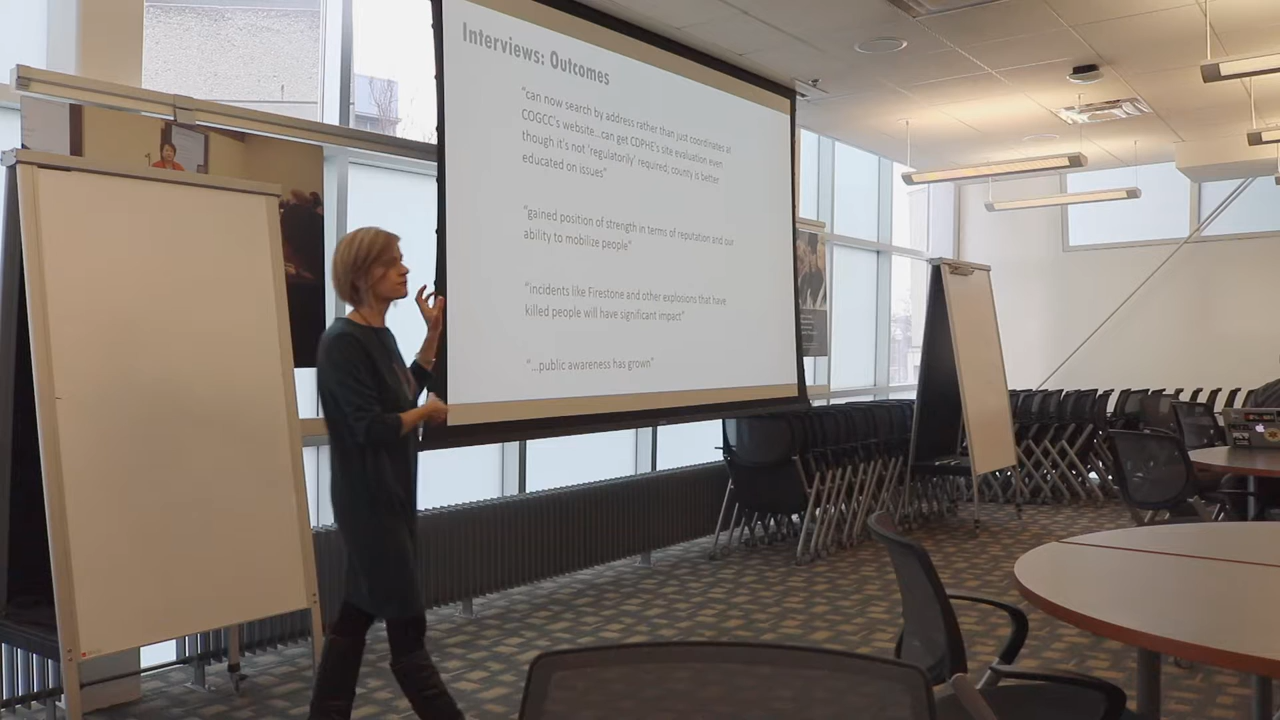 Interviews: Outcomes
"can now search by address rather than just coordinates at
COGCC's website...can get CDPHE's site evaluation even
though it's not 'regulatorily' required; county is better
educated on issues"
"gained position of strength in terms of reputation and our
ability to mobilize people"
"incidents like Firestone and other explosions that have
killed people will have significant impact"
"...public awareness has grown"